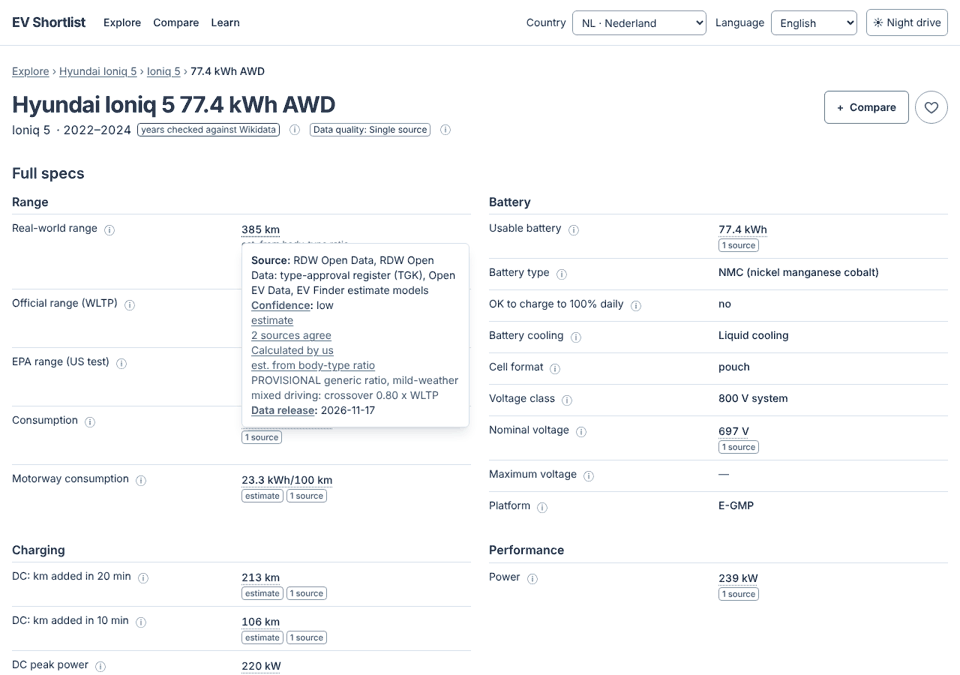 EV Shortlist Explore Compare Learn Country NL · Nederland Language English Night drive
Explore › Hyundai Ioniq 5 › Ioniq 5 › 77.4 kWh AWD
Hyundai Ioniq 5 77.4 kWh AWD
+ Compare
Ioniq 5 · 2022–2024 years checked against Wikidata Data quality: Single source
Full specs
Range
Real-world range 385 km
Source: RDW Open Data, RDW Open
Data: type-approval register (TGK), Open
EV Data, EV Finder estimate models
Confidence: low
estimate
2 sources agree
Calculated by us
est. from body-type ratio
PROVISIONAL generic ratio, mild-weather
mixed driving: crossover 0.80 x WLTP
Data release: 2026-11-17
Official range (WLTP)
EPA range (US test)
Consumption
1 source
Motorway consumption 23.3 kWh/100 km
estimate 1 source
Battery
Usable battery 77.4 kWh
1 source
Battery type NMC (nickel manganese cobalt)
OK to charge to 100% daily no
Battery cooling Liquid cooling
Cell format pouch
Voltage class 800 V system
Nominal voltage 697 V
1 source
Maximum voltage —
Platform E-GMP
Charging
DC: km added in 20 min 213 km
estimate 1 source
DC: km added in 10 min 106 km
estimate 1 source
DC peak power 220 kW
Performance
Power 239 kW
1 source